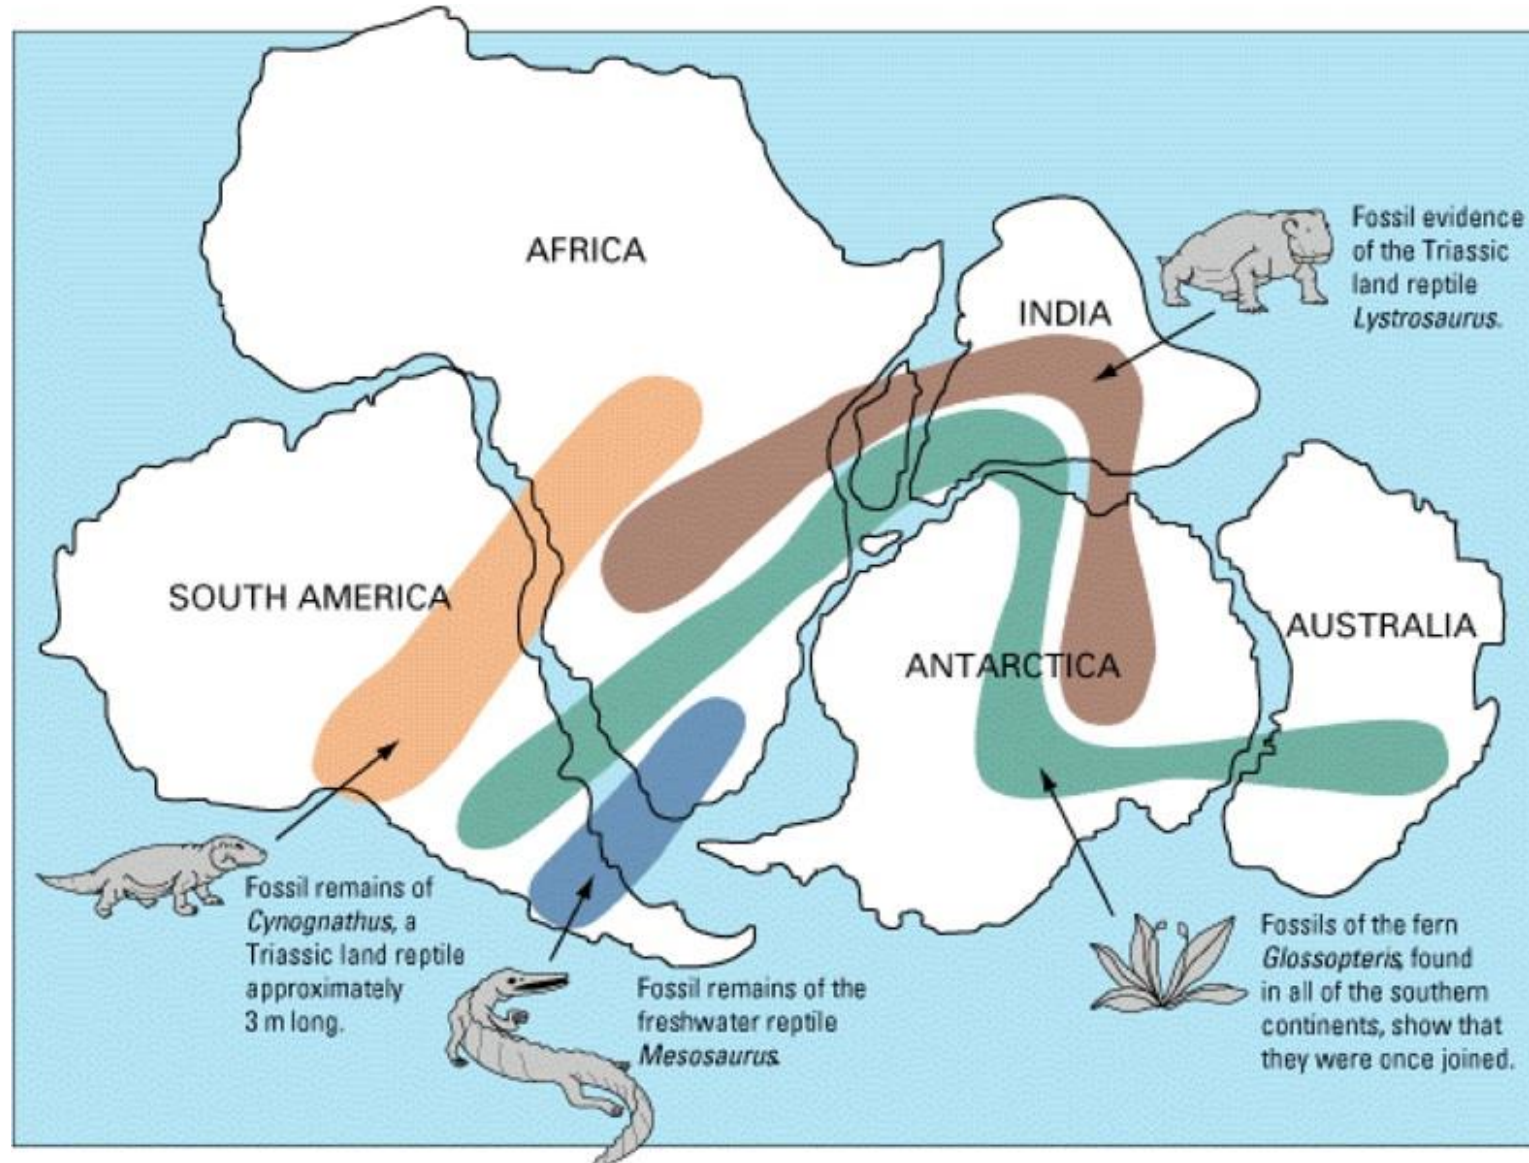 AFRICA
INDIA
Fossil evidence
of the Triassic
land reptile
Lystrosaurus.
SOUTH AMERICA
ANTARCTICA
AUSTRALIA
Fossil remains of
Cynognathus, a
Triassic land reptile
approximately
3 m long.
Fossil remains of the
freshwater reptile
Mesosaurus.
Fossils of the fern
Glossopteris, found
in all of the southern
continents, show that
they were once joined.